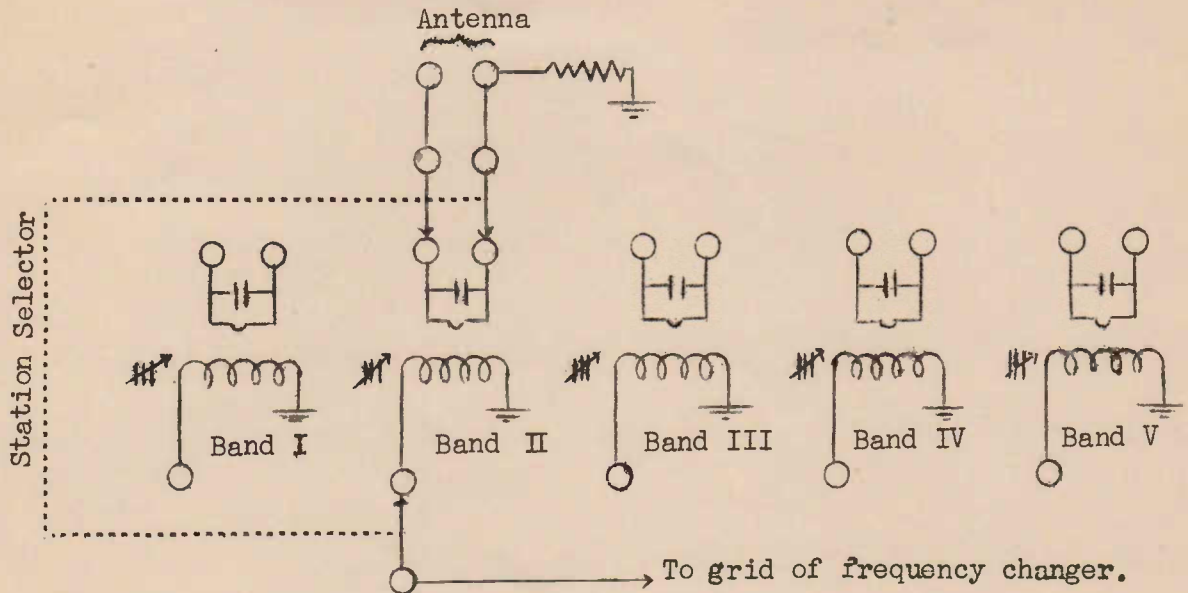 Antenna
Station Selector
Band I
Band II
Band III
Band IV
Band V
To grid of frequency changer.